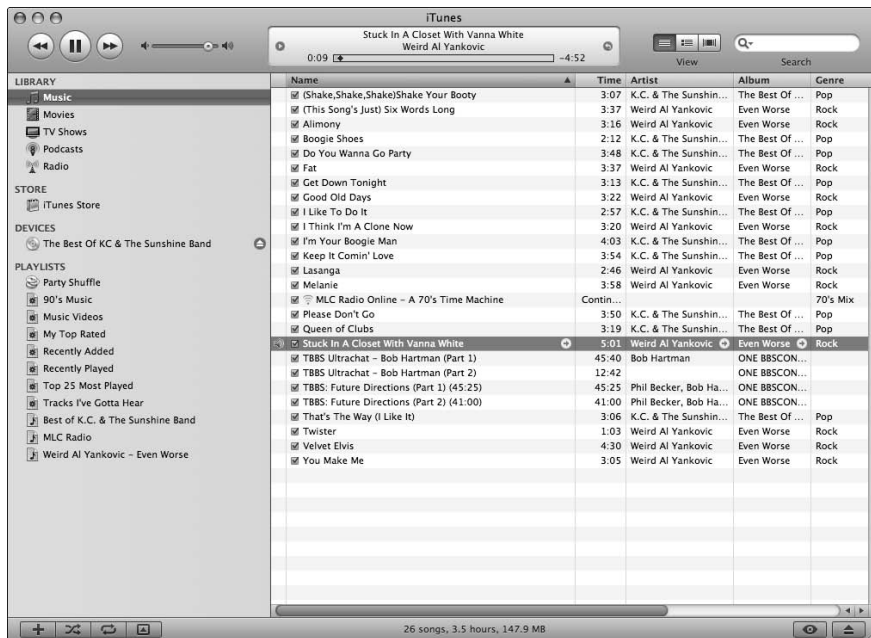 iTunes
Stuck In A Closet With Vanna White
Weird Al Yankovic
0:09 -4:52
View
Search
LIBRARY
Music
Movies
TV Shows
Podcasts
Radio
STORE
iTunes Store
DEVICES
The Best Of KC & The Sunshine Band
PLAYLISTS
Party Shuffle
90's Music
Music Videos
My Top Rated
Recently Added
Recently Played
Top 25 Most Played
Tracks I've Gotta Hear
Best of K.C. & The Sunshine Band
MLC Radio
Weird Al Yankovic – Even Worse
Name Time Artist Album Genre
(Shake,Shake,Shake)Shake Your Booty 3:07 K.C. & The Sunshin... The Best Of ... Pop
(This Song's Just) Six Words Long 3:37 Weird Al Yankovic Even Worse Rock
Alimony 3:16 Weird Al Yankovic Even Worse Rock
Boogie Shoes 2:12 K.C. & The Sunshin... The Best Of ... Pop
Do You Wanna Go Party 3:48 K.C. & The Sunshin... The Best Of ... Pop
Fat 3:37 Weird Al Yankovic Even Worse Rock
Get Down Tonight 3:13 K.C. & The Sunshin... The Best Of ... Pop
Good Old Days 3:22 Weird Al Yankovic Even Worse Rock
I Like To Do It 2:57 K.C. & The Sunshin... The Best Of ... Pop
I Think I'm A Clone Now 3:20 Weird Al Yankovic Even Worse Rock
I'm Your Boogie Man 4:03 K.C. & The Sunshin... The Best Of ... Pop
Keep It Comin' Love 3:54 K.C. & The Sunshin... The Best Of ... Pop
Lasanga 2:46 Weird Al Yankovic Even Worse Rock
Melanie 3:58 Weird Al Yankovic Even Worse Rock
MLC Radio Online – A 70's Time Machine Contin... 70's Mix
Please Don't Go 3:50 K.C. & The Sunshin... The Best Of ... Pop
Queen of Clubs 3:19 K.C. & The Sunshin... The Best Of ... Pop
Stuck In A Closet With Vanna White 5:01 Weird Al Yankovic Even Worse Rock
TBBS Ultrachat – Bob Hartman (Part 1) 45:40 Bob Hartman ONE BBSCON...
TBBS Ultrachat – Bob Hartman (Part 2) 12:42 ONE BBSCON...
TBBS: Future Directions (Part 1) (45:25) 45:25 Phil Becker, Bob Ha... ONE BBSCON...
TBBS: Future Directions (Part 2) (41:00) 41:00 Phil Becker, Bob Ha... ONE BBSCON...
That's The Way (I Like It) 3:06 K.C. & The Sunshin... The Best Of ... Pop
Twister 1:03 Weird Al Yankovic Even Worse Rock
Velvet Elvis 4:30 Weird Al Yankovic Even Worse Rock
You Make Me 3:05 Weird Al Yankovic Even Worse Rock
26 songs, 3.5 hours, 147.9 MB